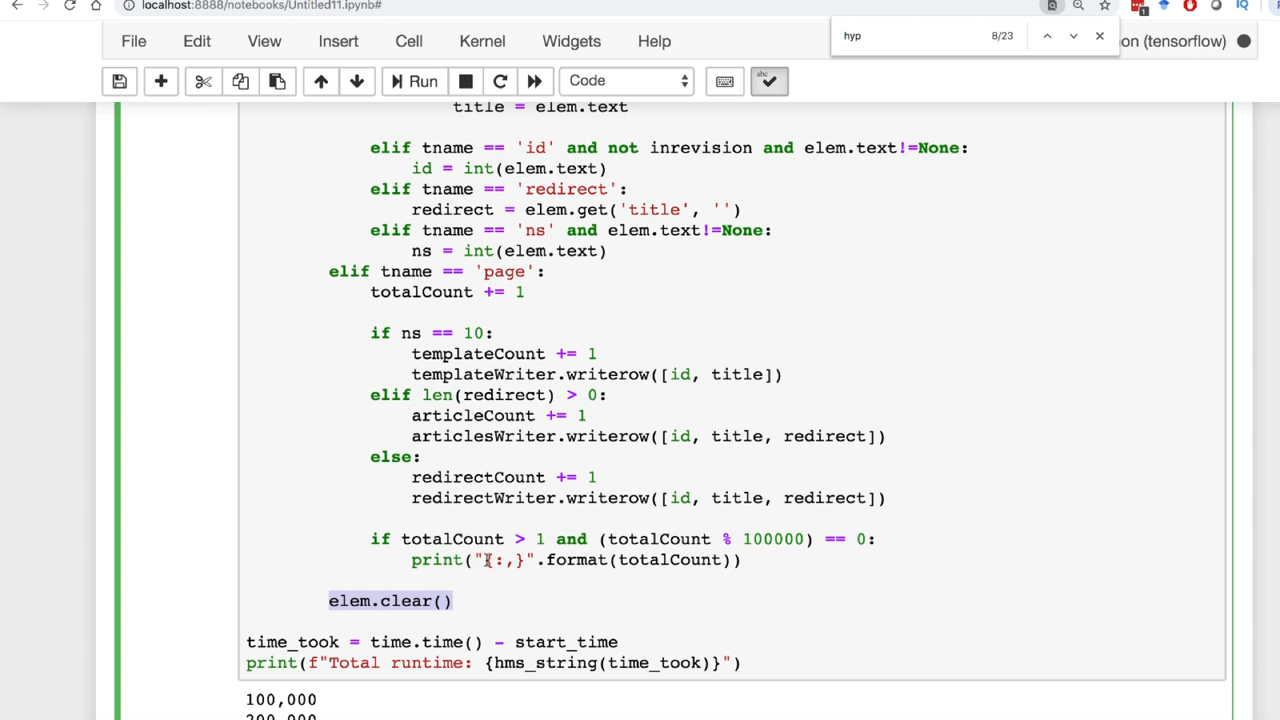 localhost:8888/notebooks/Untitled11.ipynb#
hyp 8/23
File Edit View Insert Cell Kernel Widgets Help on (tensorflow)
Run Code
title = elem.text
elif tname == 'id' and not inrevision and elem.text!=None:
id = int(elem.text)
elif tname == 'redirect':
redirect = elem.get('title', '')
elif tname == 'ns' and elem.text!=None:
ns = int(elem.text)
elif tname == 'page':
totalCount += 1
if ns == 10:
templateCount += 1
templateWriter.writerow([id, title])
elif len(redirect) > 0:
articleCount += 1
articlesWriter.writerow([id, title, redirect])
else:
redirectCount += 1
redirectWriter.writerow([id, title, redirect])
if totalCount > 1 and (totalCount % 100000) == 0:
print("{:,}".format(totalCount))
elem.clear()
time_took = time.time() - start_time
print(f"Total runtime: {hms_string(time_took)}")
100,000
200,000